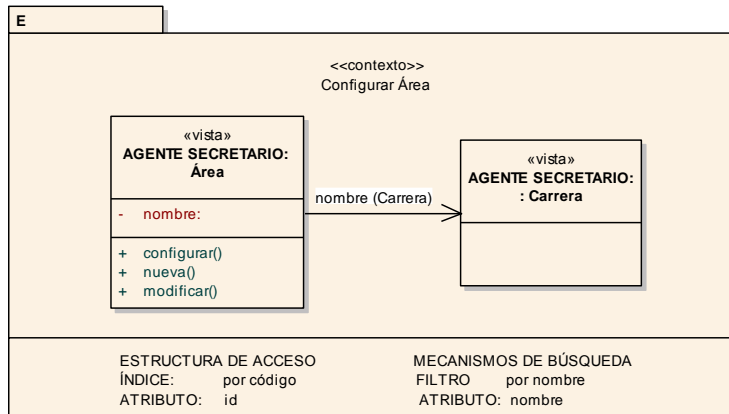 E
<<contexto>>
Configurar Área
«vista»
AGENTE SECRETARIO:
Área
- nombre:
+ configurar()
+ nueva()
+ modificar()
nombre (Carrera)
«vista»
AGENTE SECRETARIO:
: Carrera
ESTRUCTURA DE ACCESO
ÍNDICE: por código
ATRIBUTO: id
MECANISMOS DE BÚSQUEDA
FILTRO por nombre
ATRIBUTO: nombre